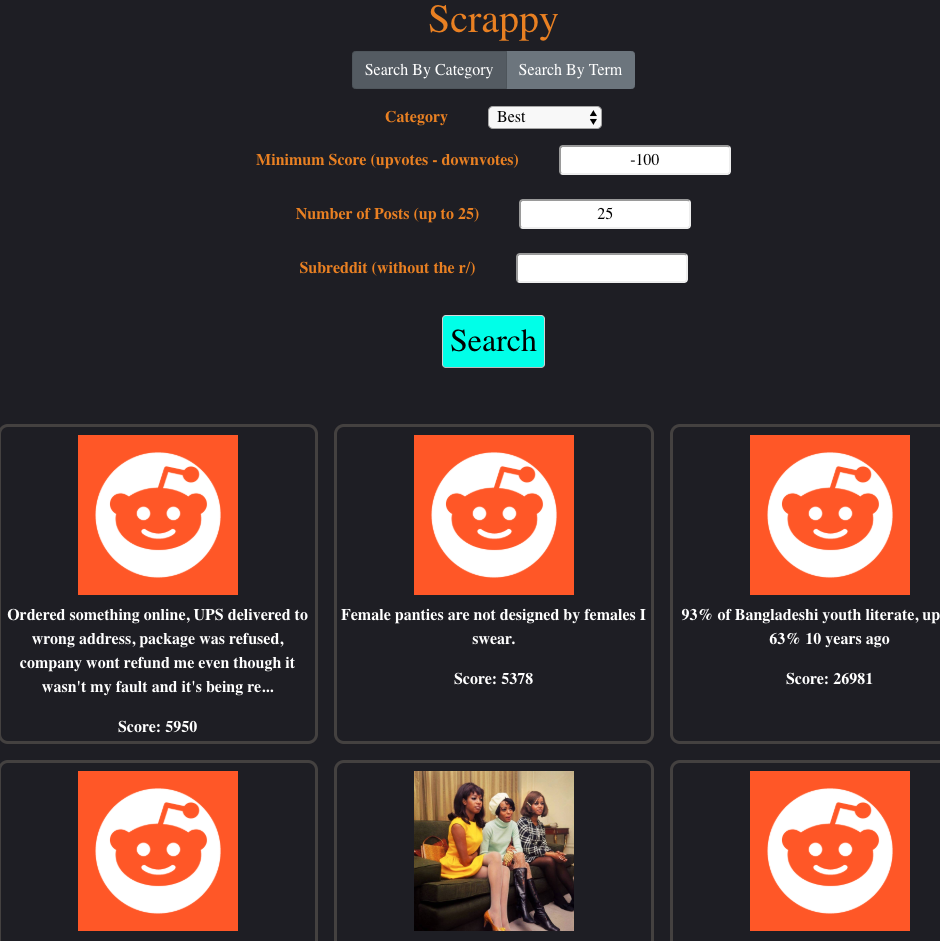 Scrappy
Search By Category Search By Term
Category Best
Minimum Score (upvotes - downvotes) -100
Number of Posts (up to 25) 25
Subreddit (without the r/)
Search
Ordered something online, UPS delivered to
wrong address, package was refused,
company wont refund me even though it
wasn't my fault and it's being re...
Score: 5950
Female panties are not designed by females I
swear.
Score: 5378
93% of Bangladeshi youth literate, up
63% 10 years ago
Score: 26981